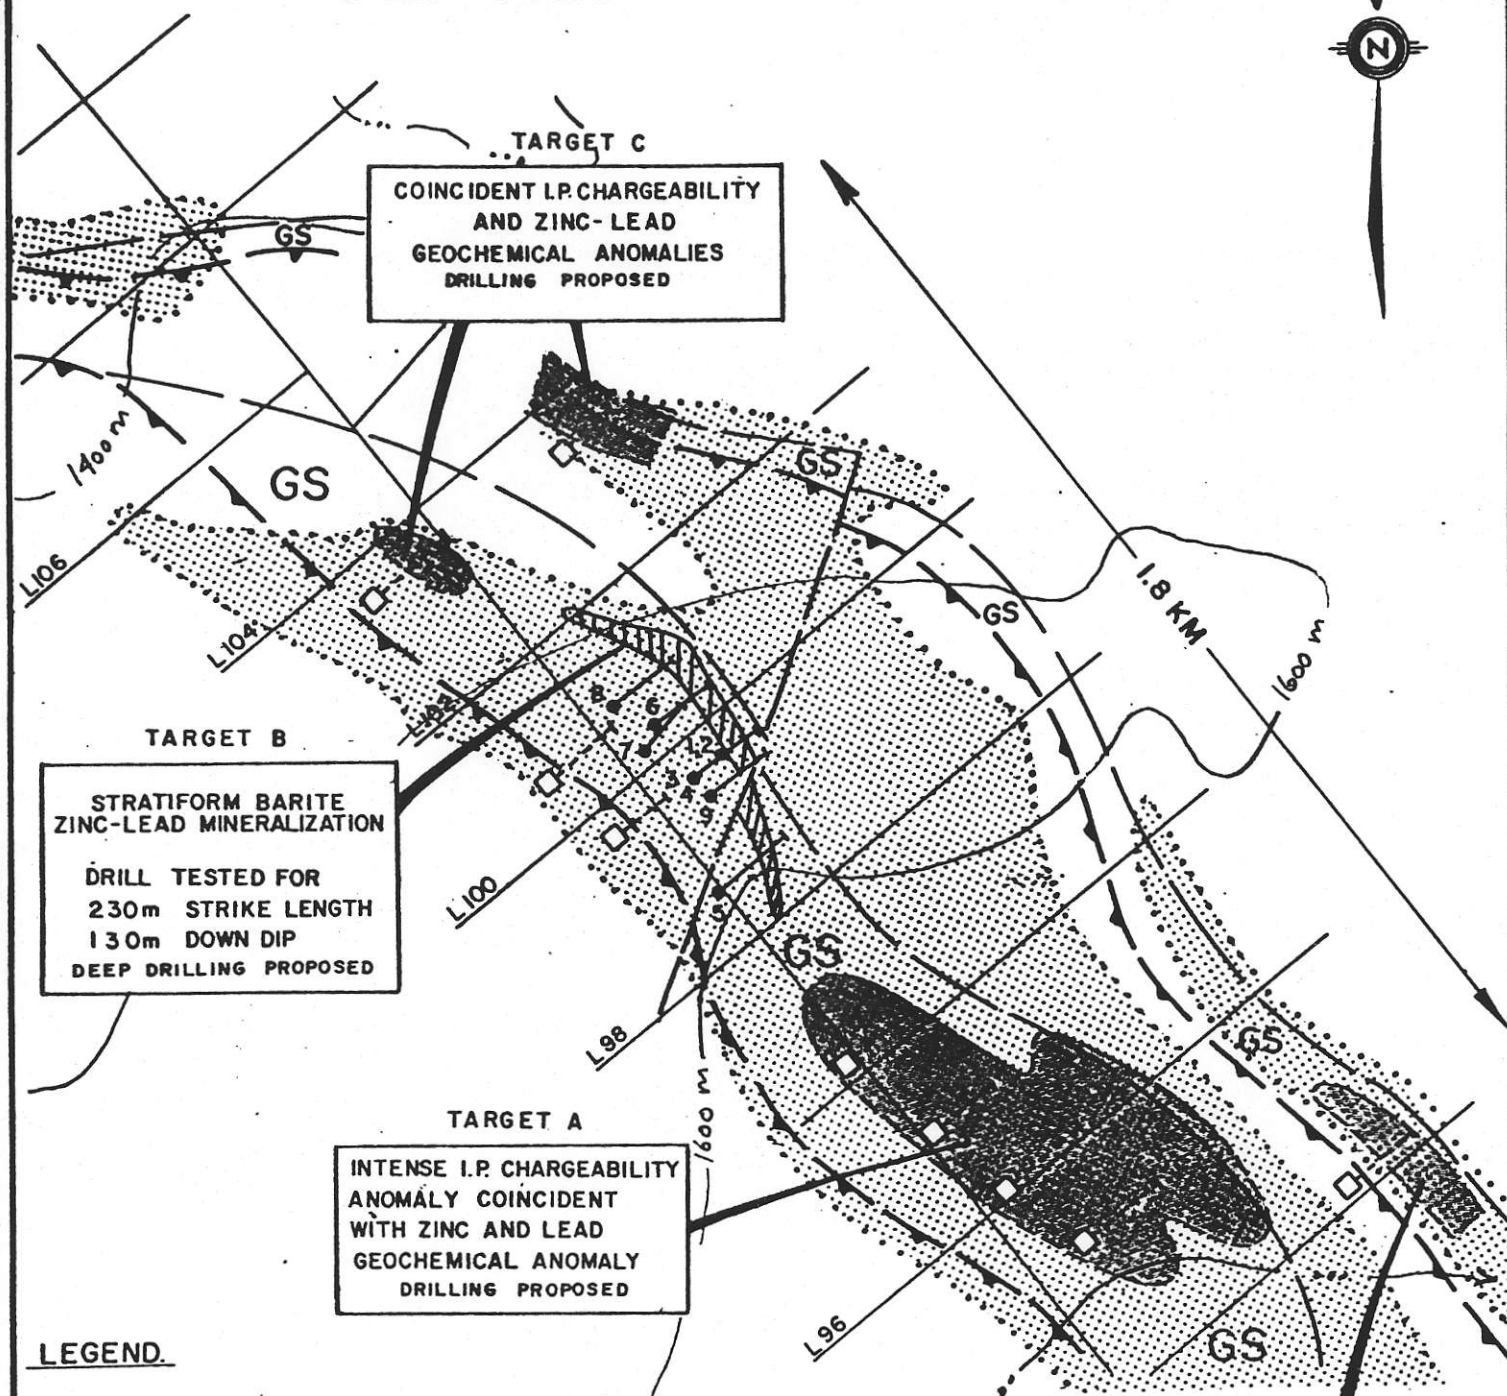 N
TARGET C
COINCIDENT I.P. CHARGEABILITY
AND ZINC-LEAD
GEOCHEMICAL ANOMALIES
DRILLING PROPOSED
GS
1400 m
GS
GS
L106
GS
1.8 KM
L104
1600 m
L102
8
6
7
1,2
3
4
9
TARGET B
STRATIFORM BARITE
ZINC-LEAD MINERALIZATION
DRILL TESTED FOR
230m STRIKE LENGTH
130m DOWN DIP
DEEP DRILLING PROPOSED
L100
5
GS
L98
GS
1600 m
TARGET A
INTENSE I.P. CHARGEABILITY
ANOMALY COINCIDENT
WITH ZINC AND LEAD
GEOCHEMICAL ANOMALY
DRILLING PROPOSED
L96
GS
LEGEND.